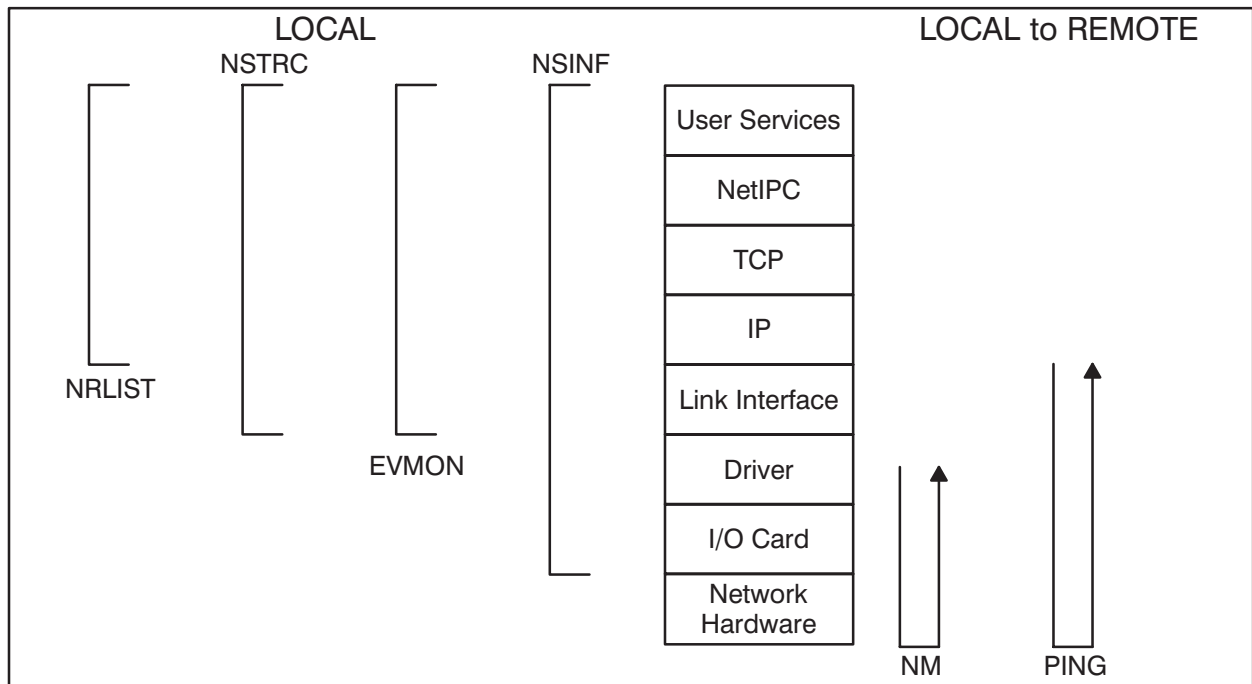 LOCAL
LOCAL to REMOTE
NSTRC
NSINF
User Services
NetIPC
TCP
IP
NRLIST
Link Interface
EVMON
Driver
I/O Card
Network
Hardware
NM
PING